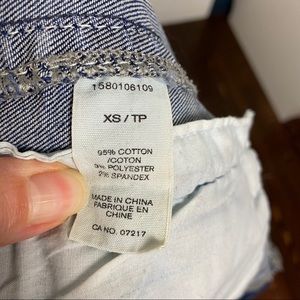 1580106109
XS / TP
95% COTTON
/COTON
3% POLYESTER
2% SPANDEX
MADE IN CHINA
FABRIQUE EN
CHINE
CA NO. 07217